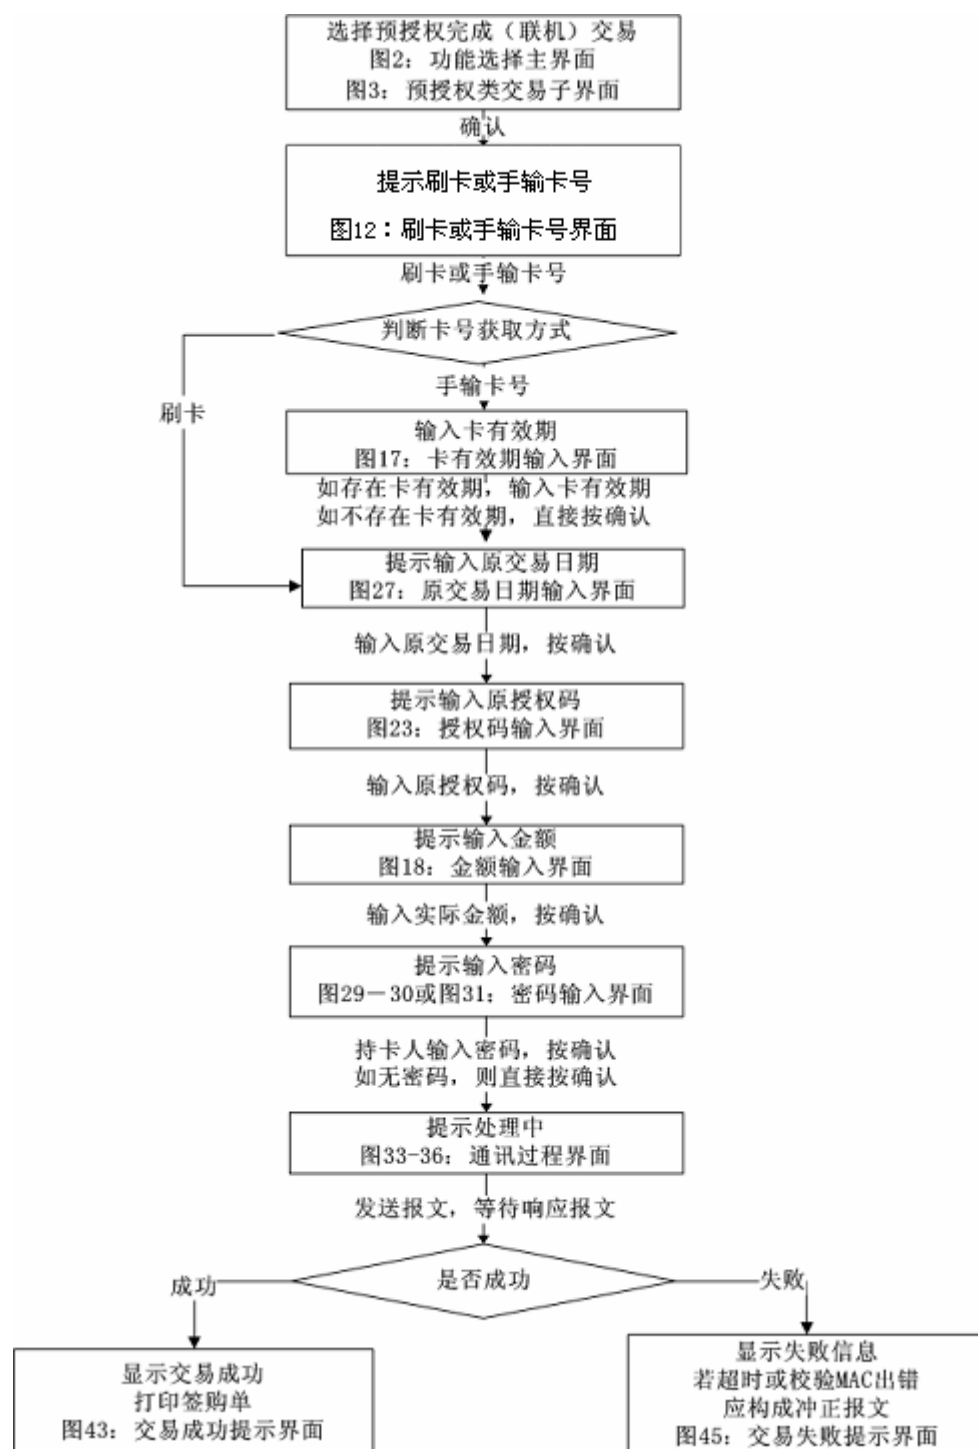 选择预授权完成（联机）交易
图2：功能选择主界面
图3：预授权类交易子界面
确认
提示刷卡或手输卡号
图12：刷卡或手输卡号界面
刷卡或手输卡号
判断卡号获取方式
手输卡号
刷卡
输入卡有效期
图17：卡有效期输入界面
如存在卡有效期，输入卡有效期
如不存在卡有效期，直接按确认
提示输入原交易日期
图27：原交易日期输入界面
输入原交易日期，按确认
提示输入原授权码
图23：授权码输入界面
输入原授权码，按确认
提示输入金额
图18：金额输入界面
输入实际金额，按确认
提示输入密码
图29－30或图31：密码输入界面
持卡人输入密码，按确认
如无密码，则直接按确认
提示处理中
图33-36：通讯过程界面
发送报文，等待响应报文
是否成功
成功
失败
显示交易成功
打印签购单
图43：交易成功提示界面
显示失败信息
若超时或校验MAC出错
应构成冲正报文
图45：交易失败提示界面